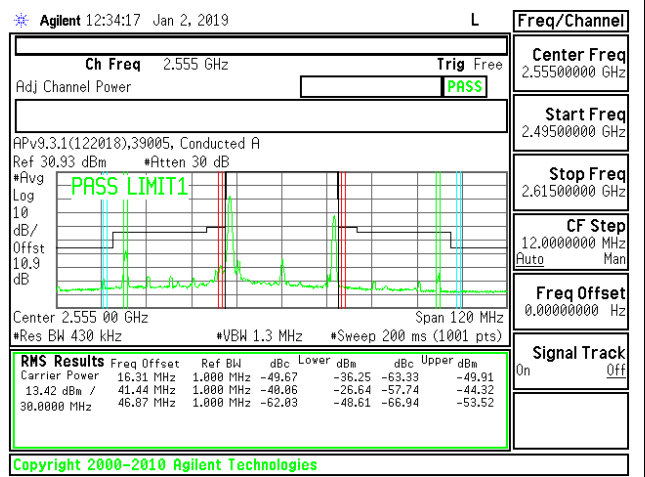 Agilent 12:34:17 Jan 2, 2019 L
Freq/Channel
Ch Freq 2.555 GHz Trig Free
Adj Channel Power PASS
Center Freq
2.55500000 GHz
Start Freq
2.49500000 GHz
Stop Freq
2.61500000 GHz
CF Step
12.0000000 MHz
Auto Man
Freq Offset
0.00000000 Hz
Signal Track
On Off
APv9.3.1(122018),39005, Conducted A
Ref 30.93 dBm #Atten 30 dB
#Avg
Log
10
dB/
Offst
10.9
dB
PASS LIMIT1
Center 2.555 00 GHz Span 120 MHz
#Res BW 430 kHz #VBW 1.3 MHz #Sweep 200 ms (1001 pts)
RMS Results Freq Offset Ref BW dBc Lower dBm dBc Upper dBm
Carrier Power 16.31 MHz 1.000 MHz -49.67 -36.25 -63.33 -49.91
13.42 dBm / 41.44 MHz 1.000 MHz -40.06 -26.64 -57.74 -44.32
30.0000 MHz 46.87 MHz 1.000 MHz -62.03 -48.61 -66.94 -53.52
Copyright 2000-2010 Agilent Technologies